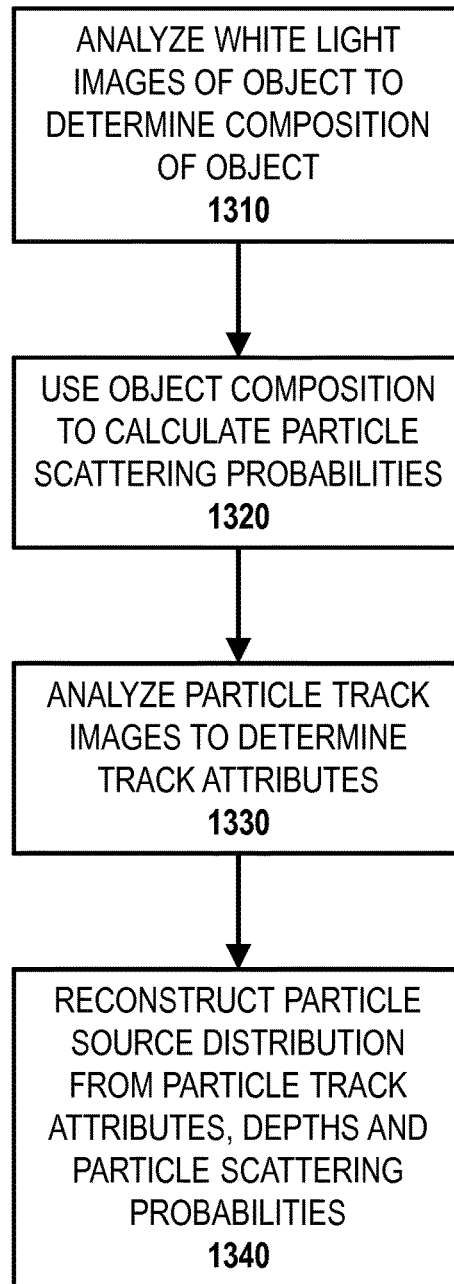 ANALYZE WHITE LIGHT
IMAGES OF OBJECT TO
DETERMINE COMPOSITION
OF OBJECT
1310
USE OBJECT COMPOSITION
TO CALCULATE PARTICLE
SCATTERING PROBABILITIES
1320
ANALYZE PARTICLE TRACK
IMAGES TO DETERMINE
TRACK ATTRIBUTES
1330
RECONSTRUCT PARTICLE
SOURCE DISTRIBUTION
FROM PARTICLE TRACK
ATTRIBUTES, DEPTHS AND
PARTICLE SCATTERING
PROBABILITIES
1340